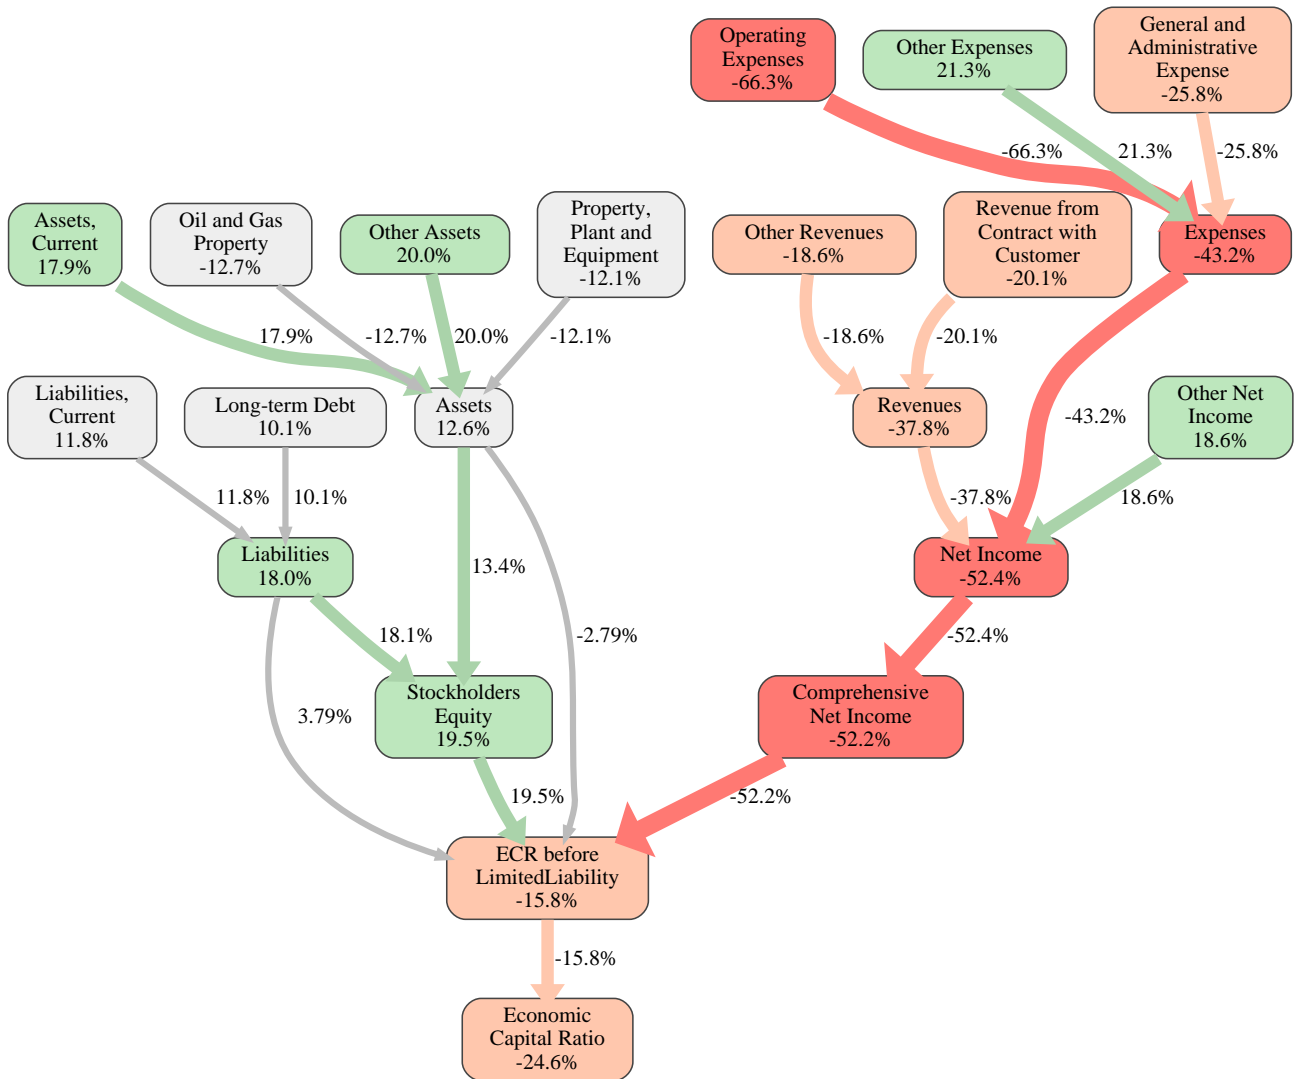 Operating
Expenses
-66.3%
Other Expenses
21.3%
General and
Administrative
Expense
-25.8%
-66.3%
21.3%
-25.8%
Assets,
Current
17.9%
Oil and Gas
Property
-12.7%
Other Assets
20.0%
Property,
Plant and
Equipment
-12.1%
Other Revenues
-18.6%
Revenue from
Contract with
Customer
-20.1%
Expenses
-43.2%
17.9%
-12.7%
20.0%
-12.1%
-18.6%
-20.1%
Liabilities,
Current
11.8%
Long-term Debt
10.1%
Assets
12.6%
Revenues
-37.8%
-43.2%
Other Net
Income
18.6%
11.8%
10.1%
-37.8%
18.6%
Liabilities
18.0%
13.4%
Net Income
-52.4%
18.1%
-2.79%
-52.4%
3.79%
Stockholders
Equity
19.5%
Comprehensive
Net Income
-52.2%
19.5%
-52.2%
ECR before
LimitedLiability
-15.8%
-15.8%
Economic
Capital Ratio
-24.6%